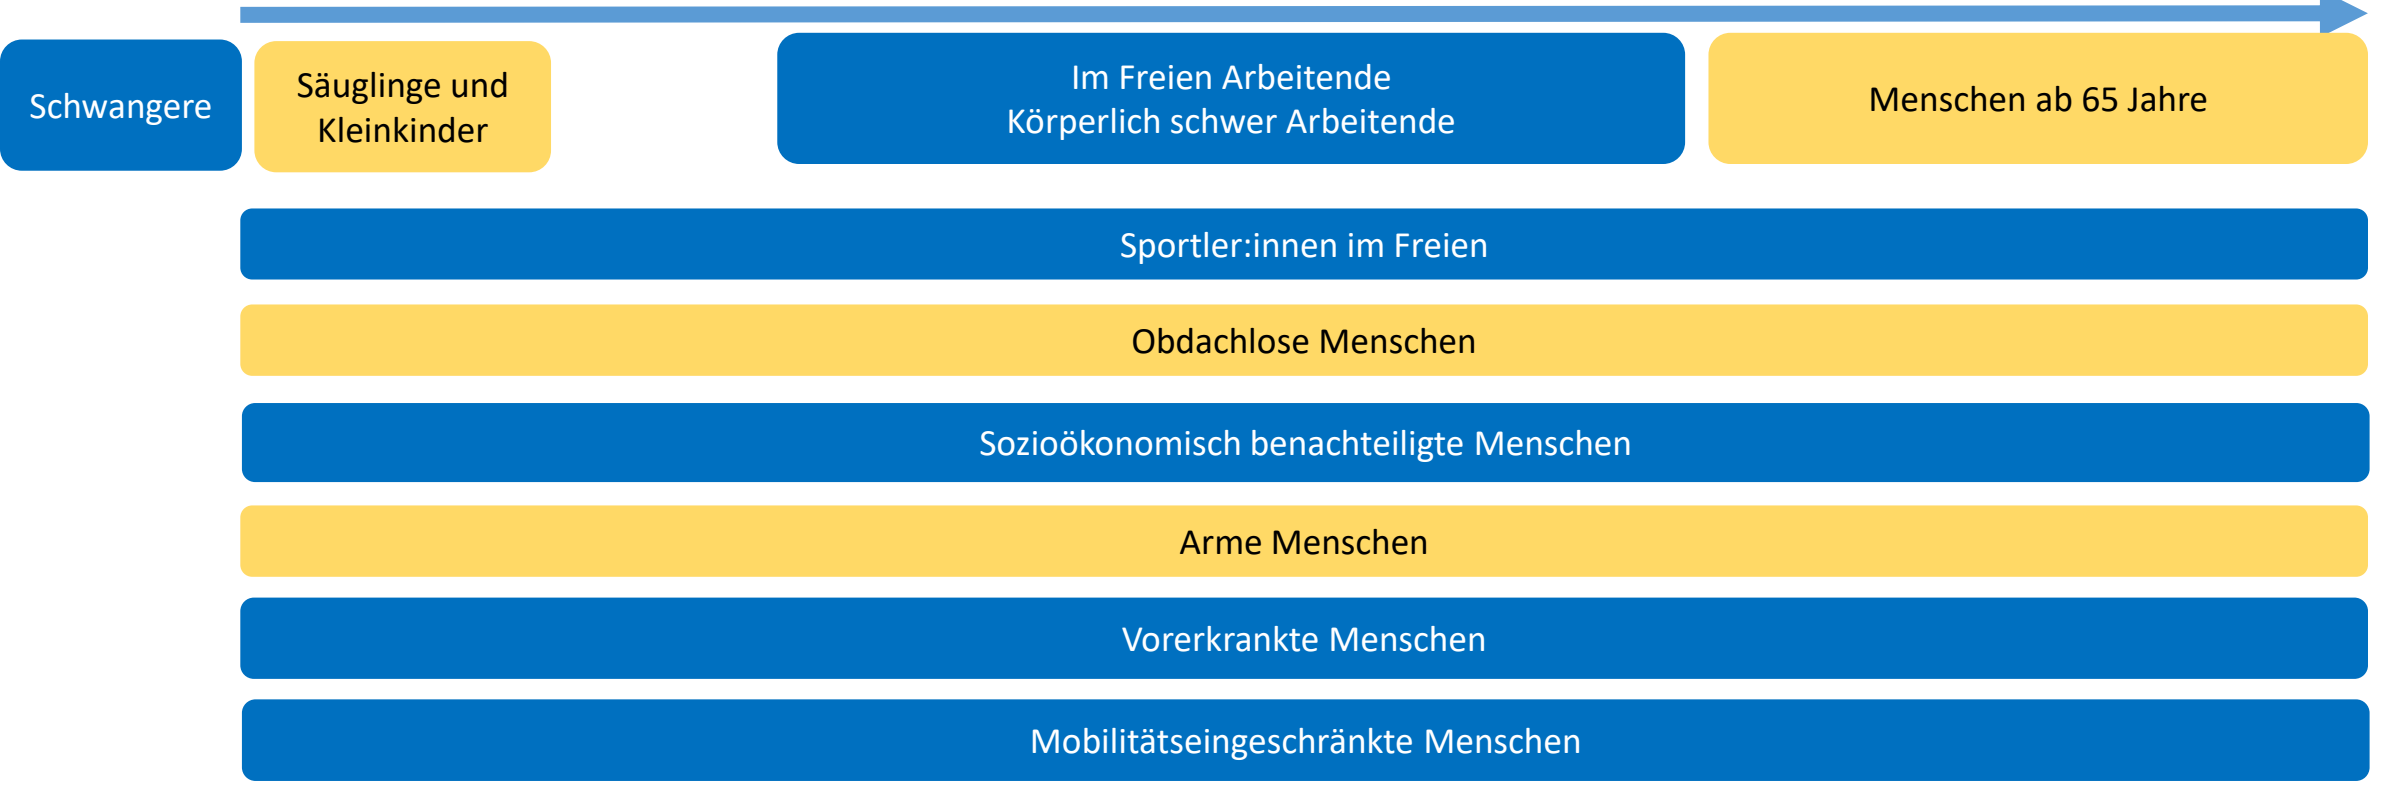 Schwangere
Säuglinge und
Kleinkinder
Im Freien Arbeitende
Körperlich schwer Arbeitende
Menschen ab 65 Jahre
Sportler:innen im Freien
Obdachlose Menschen
Sozioökonomisch benachteiligte Menschen
Arme Menschen
Vorerkrankte Menschen
Mobilitätseingeschränkte Menschen